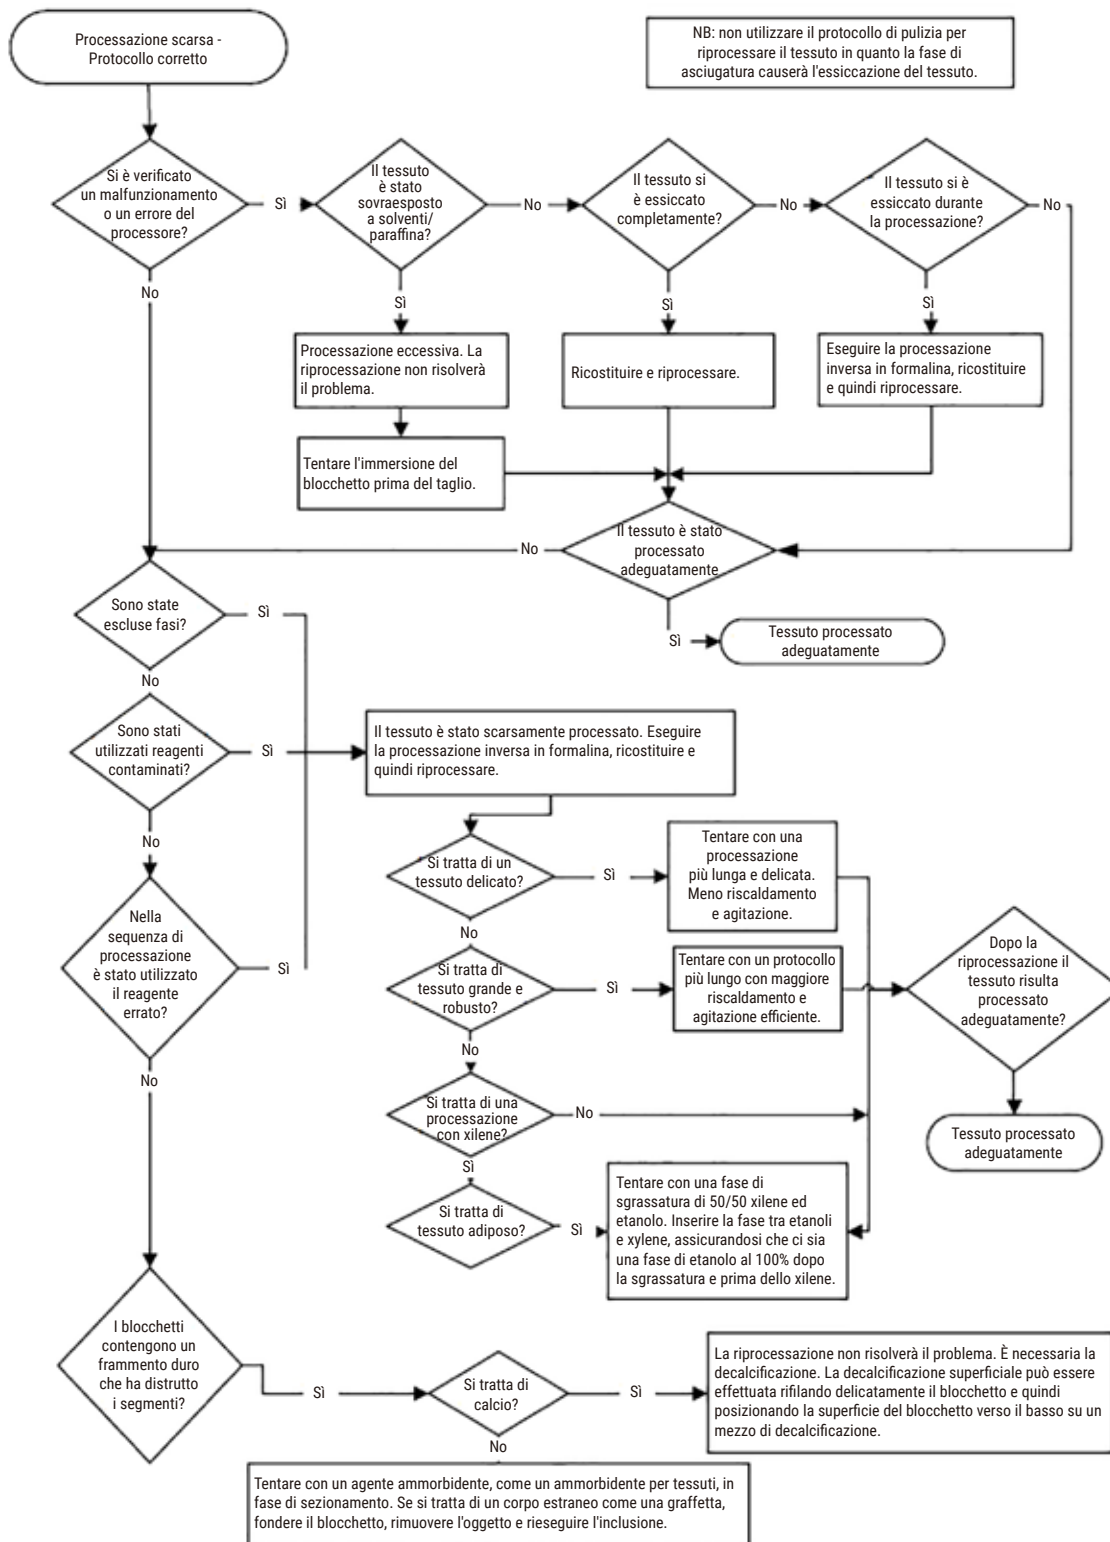 Processazione scarsa -
Protocollo corretto
NB: non utilizzare il protocollo di pulizia per
riprocessare il tessuto in quanto la fase di
asciugatura causerà l'essiccazione del tessuto.
Si è verificato
un malfunzionamento
o un errore del
processore?
Sì
Il tessuto
è stato
sovraesposto
a solventi/
paraffina?
No
Il tessuto si
è essiccato
completamente?
No
Il tessuto si è
essiccato durante
la processazione?
No
No
Sì
Sì
Sì
Processazione eccessiva. La
riprocessazione non risolverà
il problema.
Ricostituire e riprocessare.
Eseguire la processazione
inversa in formalina, ricostituire
e quindi riprocessare.
Tentare l'immersione del
blocchetto prima del taglio.
Il tessuto è stato
processato
adeguatamente
No
Sì
Tessuto processato
adeguatamente
Sono state
escluse fasi?
Sì
No
Sono stati
utilizzati reagenti
contaminati?
Sì
Il tessuto è stato scarsamente processato. Eseguire
la processazione inversa in formalina, ricostituire e
quindi riprocessare.
No
Nella
sequenza di
processazione
è stato utilizzato
il reagente
errato?
Sì
No
Si tratta di un
tessuto delicato?
Sì
Tentare con una
processazione
più lunga e delicata.
Meno riscaldamento
e agitazione.
No
Si tratta di
tessuto grande e
robusto?
Sì
Tentare con un protocollo
più lungo con maggiore
riscaldamento e
agitazione efficiente.
Dopo la
riprocessazione il
tessuto risulta
processato
adeguatamente?
No
Si tratta di una
processazione
con xilene?
No
Tessuto processato
adeguatamente
Sì
Si tratta di
tessuto adiposo?
Sì
Tentare con una fase di
sgrassatura di 50/50 xilene ed
etanolo. Inserire la fase tra etanoli
e xylene, assicurandosi che ci sia
una fase di etanolo al 100% dopo
la sgrassatura e prima dello xilene.
I blocchetti
contengono un
frammento duro
che ha distrutto
i segmenti?
Sì
Si tratta di
calcio?
Sì
La riprocessazione non risolverà il problema. È necessaria la
decalcificazione. La decalcificazione superficiale può essere
effettuata rifilando delicatamente il blocchetto e quindi
posizionando la superficie del blocchetto verso il basso su un
mezzo di decalcificazione.
No
Tentare con un agente ammorbidente, come un ammorbidente per tessuti, in
fase di sezionamento. Se si tratta di un corpo estraneo come una graffetta,
fondere il blocchetto, rimuovere l'oggetto e rieseguire l'inclusione.